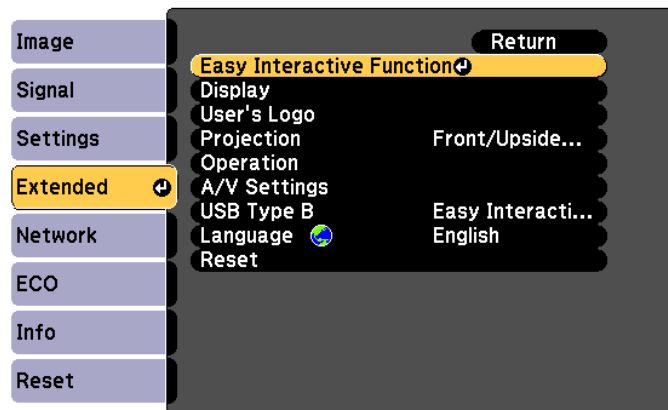 Image
Signal
Settings
Extended
Network
ECO
Info
Reset
Return
Easy Interactive Function
Display
User's Logo
Projection Front/Upside...
Operation
A/V Settings
USB Type B Easy Interacti...
Language English
Reset